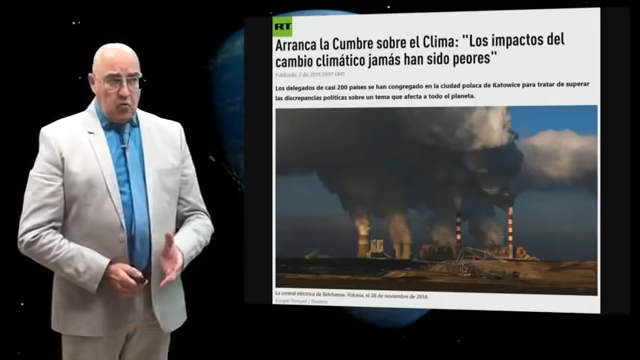 RT
Arranca la Cumbre sobre el Clima: "Los impactos del
cambio climático jamás han sido peores"
Los delegados de casi 200 países se han congregado en la ciudad polaca de Katowice para tratar de superar
las discrepancias políticas sobre un tema que afecta a todo el planeta.
La central eléctrica de Belchatow, Polonia, el 28 de noviembre de 2018.